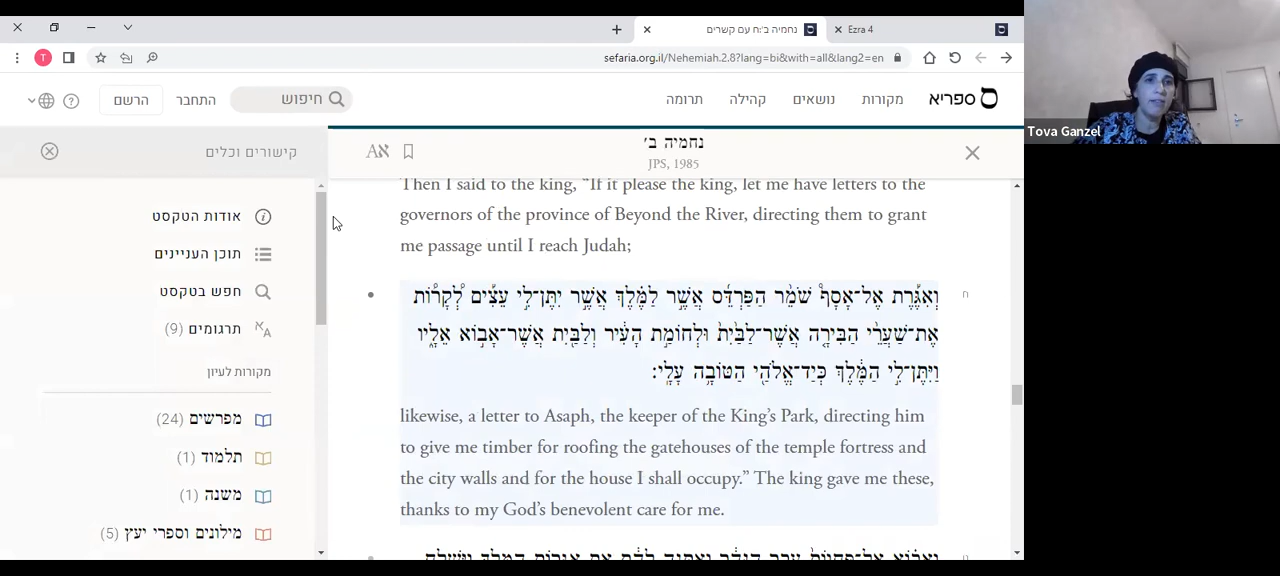 נחמיה ב׳:ח עם קשרים
Ezra 4
sefaria.org.il/Nehemiah.2.8?lang=bi&with=all&lang2=en
T
ספריא
מקורות
נושאים
קהילה
תרומה
חיפוש
התחבר
הרשם
Tova Ganzel
נחמיה ב׳
JPS, 1985
Then I said to the king, “If it please the king, let me have letters to the
governors of the province of Beyond the River, directing them to grant
me passage until I reach Judah;
ח
וְאִגֶּ֡רֶת אֶל־אָסָף֩ שֹׁמֵ֨ר הַפַּרְדֵּ֜ס אֲשֶׁ֣ר לַמֶּ֗לֶךְ אֲשֶׁ֣ר יִתֶּן־לִ֣י עֵצִ֡ים לְ֠קָר֠וֹת
אֶת־שַׁעֲרֵ֨י הַבִּירָ֤ה אֲשֶׁר־לַבַּ֙יִת֙ וּלְחוֹמַ֣ת הָעִ֔יר וְלַבַּ֖יִת אֲשֶׁר־אָב֣וֹא אֵלָ֑יו
וַיִּתֶּן־לִ֣י הַמֶּ֔לֶךְ כְּיַד־אֱלֹהַ֖י הַטּוֹבָ֥ה עָלָֽי׃
likewise, a letter to Asaph, the keeper of the King’s Park, directing him
to give me timber for roofing the gatehouses of the temple fortress and
the city walls and for the house I shall occupy.” The king gave me these,
thanks to my God’s benevolent care for me.
קישורים וכלים
אודות הטקסט
תוכן העניינים
חפש בטקסט
תרגומים (9)
מקורות לעיון
מפרשים (24)
תלמוד (1)
משנה (1)
מילונים וספרי יעץ (5)